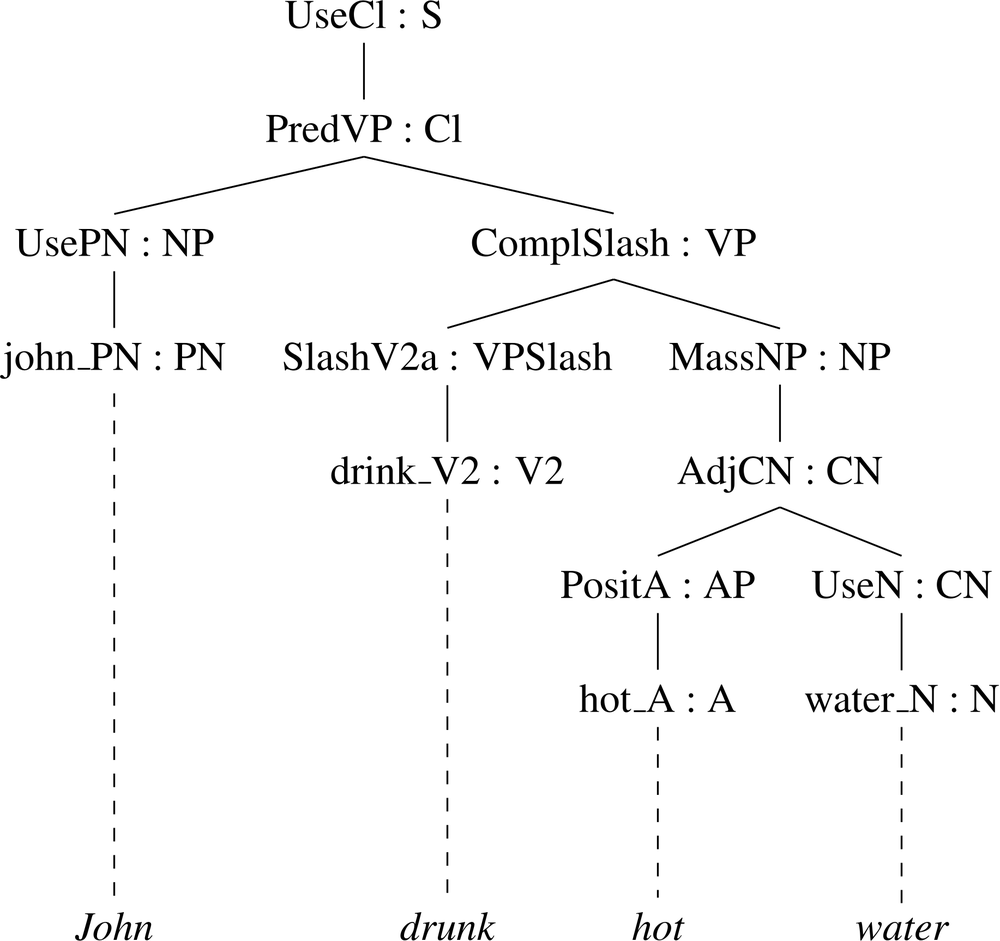 UseCl : S
PredVP : Cl
UsePN : NP ComplSlash : VP
john_PN : PN SlashV2a : VPSlash MassNP : NP
drink_V2 : V2 AdjCN : CN
PositA : AP UseN : CN
hot_A : A water_N : N
John drunk hot water